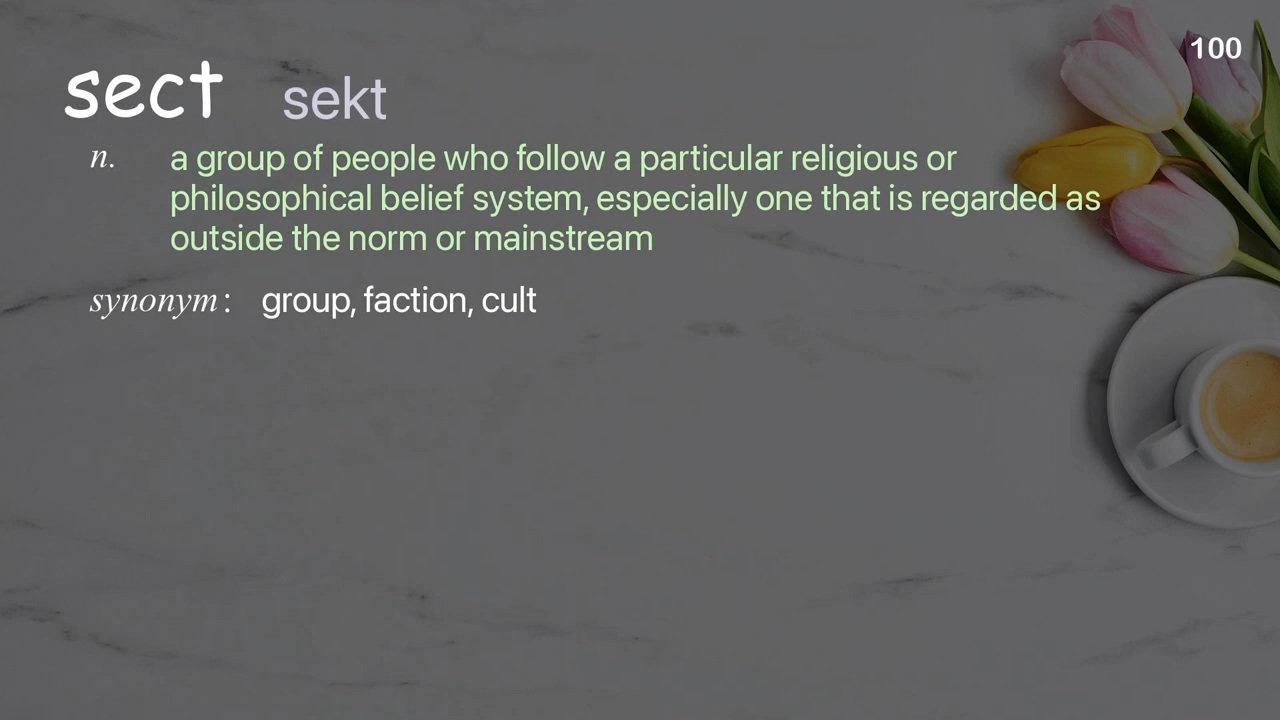 100
sect sekt
n. a group of people who follow a particular religious or
philosophical belief system, especially one that is regarded as
outside the norm or mainstream
synonym: group, faction, cult